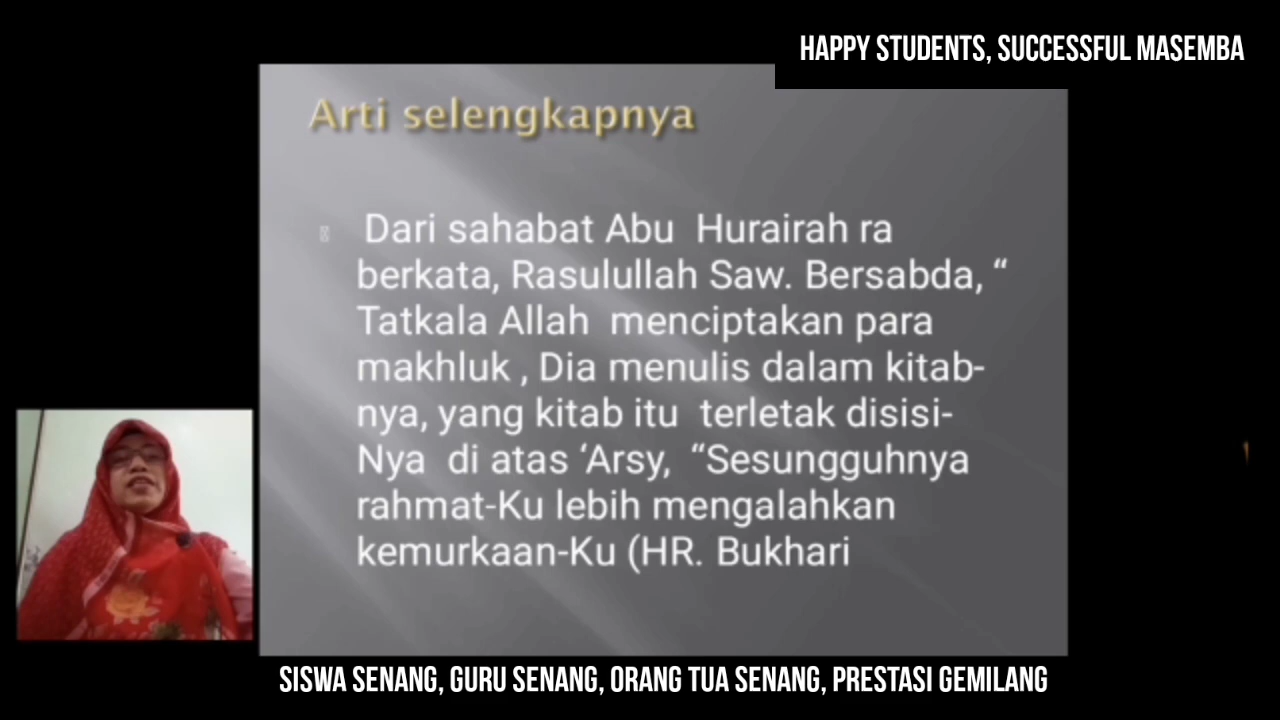 HAPPY STUDENTS, SUCCESSFUL MASEMBA
Arti selengkapnya
Dari sahabat Abu Hurairah ra
berkata, Rasulullah Saw. Bersabda, “
Tatkala Allah menciptakan para
makhluk , Dia menulis dalam kitab-
nya, yang kitab itu terletak disisi-
Nya di atas ‘Arsy, “Sesungguhnya
rahmat-Ku lebih mengalahkan
kemurkaan-Ku (HR. Bukhari
SISWA SENANG, GURU SENANG, ORANG TUA SENANG, PRESTASI GEMILANG